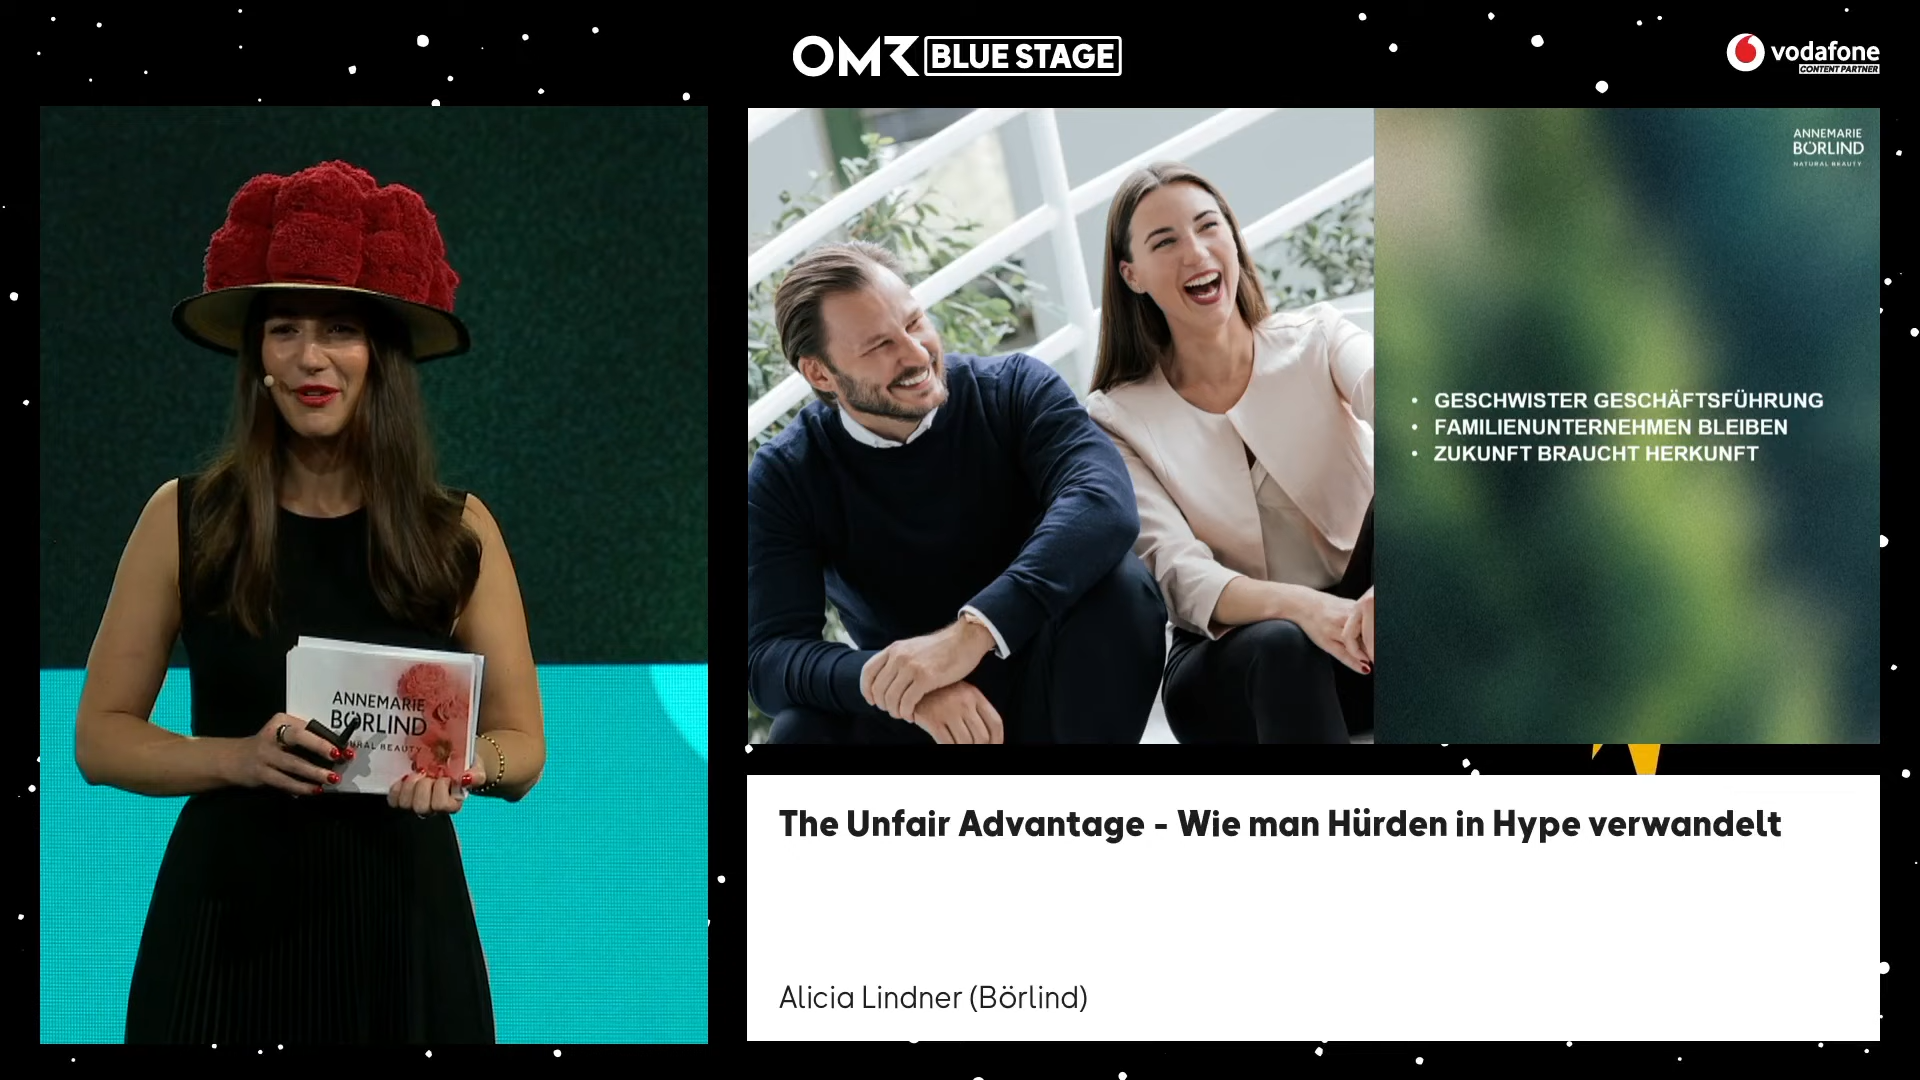 OMR BLUE STAGE
vodafone
CONTENT PARTNER
ANNEMARIE
BÖRLIND
NATURAL BEAUTY
• GESCHWISTER GESCHÄFTSFÜHRUNG
• FAMILIENUNTERNEHMEN BLEIBEN
• ZUKUNFT BRAUCHT HERKUNFT
ANNEMARIE
BÖRLIND
BEAUTY
The Unfair Advantage - Wie man Hürden in Hype verwandelt
Alicia Lindner (Börlind)